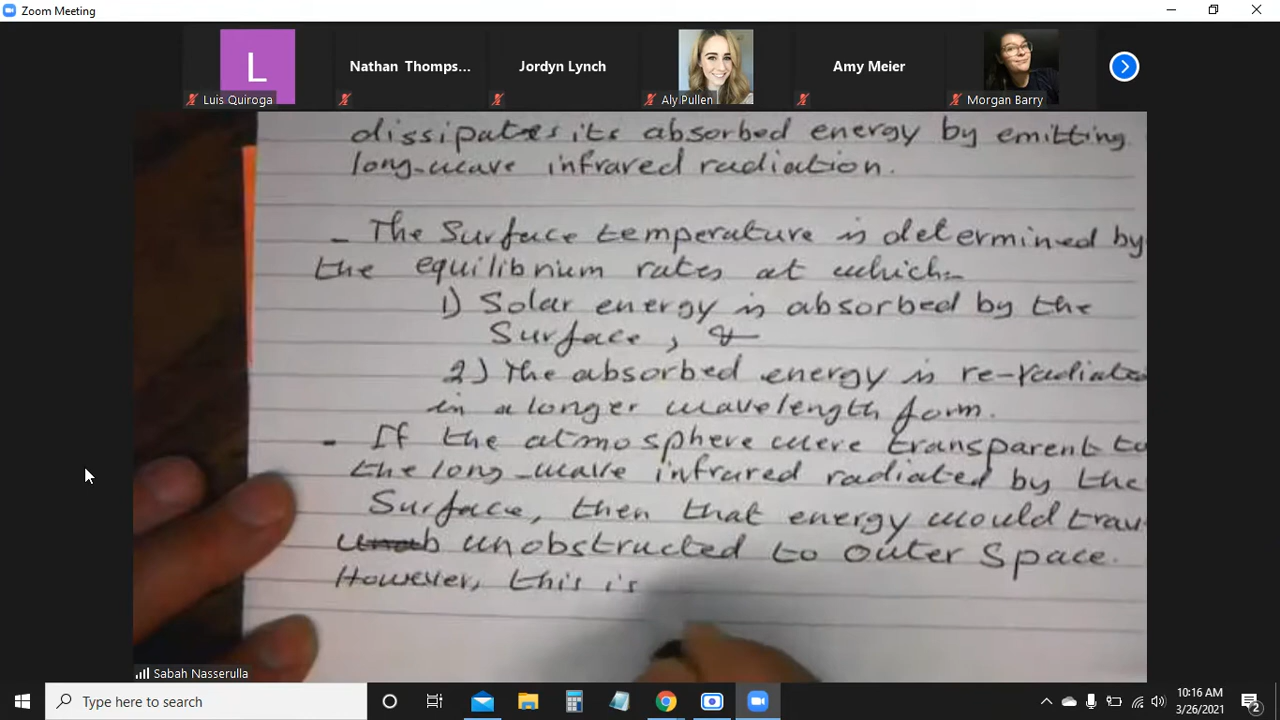 Zoom Meeting
L
Luis Quiroga
Nathan Thomps...
Jordyn Lynch
Aly Pullen
Amy Meier
Morgan Barry
dissipates its absorbed energy by emitting
long-wave infrared radiation.
- The Surface temperature is determined by
the equilibrium rates at which-
1) Solar energy is absorbed by the
Surface, &
2) The absorbed energy is re-radiate
in a longer wavelength form.
- If the atmosphere were transparent to
the long-wave infrared radiated by the
Surface, then that energy would trav
unobstructed to outer space.
However, this is
Sabah Nasserulla
Type here to search
10:16 AM
3/26/2021
2